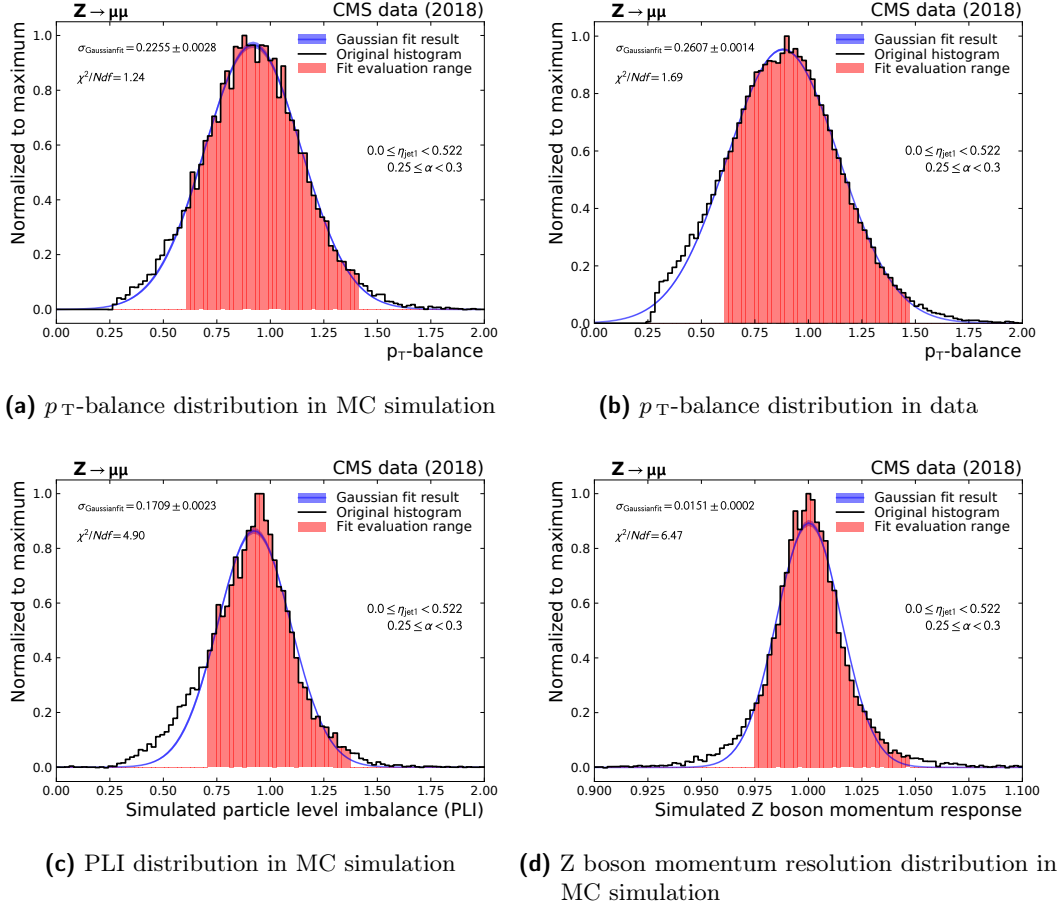 Z → μμ
CMS data (2018)
σGaussianfit = 0.2255 ± 0.0028
χ²/Ndf = 1.24
Gaussian fit result
Original histogram
Fit evaluation range
0.0 ≤ ηjet1 < 0.522
0.25 ≤ α < 0.3
Normalized to maximum
1.0
0.8
0.6
0.4
0.2
0.0
0.00 0.25 0.50 0.75 1.00 1.25 1.50 1.75 2.00
pT-balance
(a) pT-balance distribution in MC simulation
Z → μμ
CMS data (2018)
σGaussianfit = 0.2607 ± 0.0014
χ²/Ndf = 1.69
Gaussian fit result
Original histogram
Fit evaluation range
0.0 ≤ ηjet1 < 0.522
0.25 ≤ α < 0.3
Normalized to maximum
1.0
0.8
0.6
0.4
0.2
0.0
0.00 0.25 0.50 0.75 1.00 1.25 1.50 1.75 2.00
pT-balance
(b) pT-balance distribution in data
Z → μμ
CMS data (2018)
σGaussianfit = 0.1709 ± 0.0023
χ²/Ndf = 4.90
Gaussian fit result
Original histogram
Fit evaluation range
0.0 ≤ ηjet1 < 0.522
0.25 ≤ α < 0.3
Normalized to maximum
1.0
0.8
0.6
0.4
0.2
0.0
0.00 0.25 0.50 0.75 1.00 1.25 1.50 1.75 2.00
Simulated particle level imbalance (PLI)
(c) PLI distribution in MC simulation
Z → μμ
CMS data (2018)
σGaussianfit = 0.0151 ± 0.0002
χ²/Ndf = 6.47
Gaussian fit result
Original histogram
Fit evaluation range
0.0 ≤ ηjet1 < 0.522
0.25 ≤ α < 0.3
Normalized to maximum
1.0
0.8
0.6
0.4
0.2
0.0
0.900 0.925 0.950 0.975 1.000 1.025 1.050 1.075 1.100
Simulated Z boson momentum response
(d) Z boson momentum resolution distribution in
MC simulation